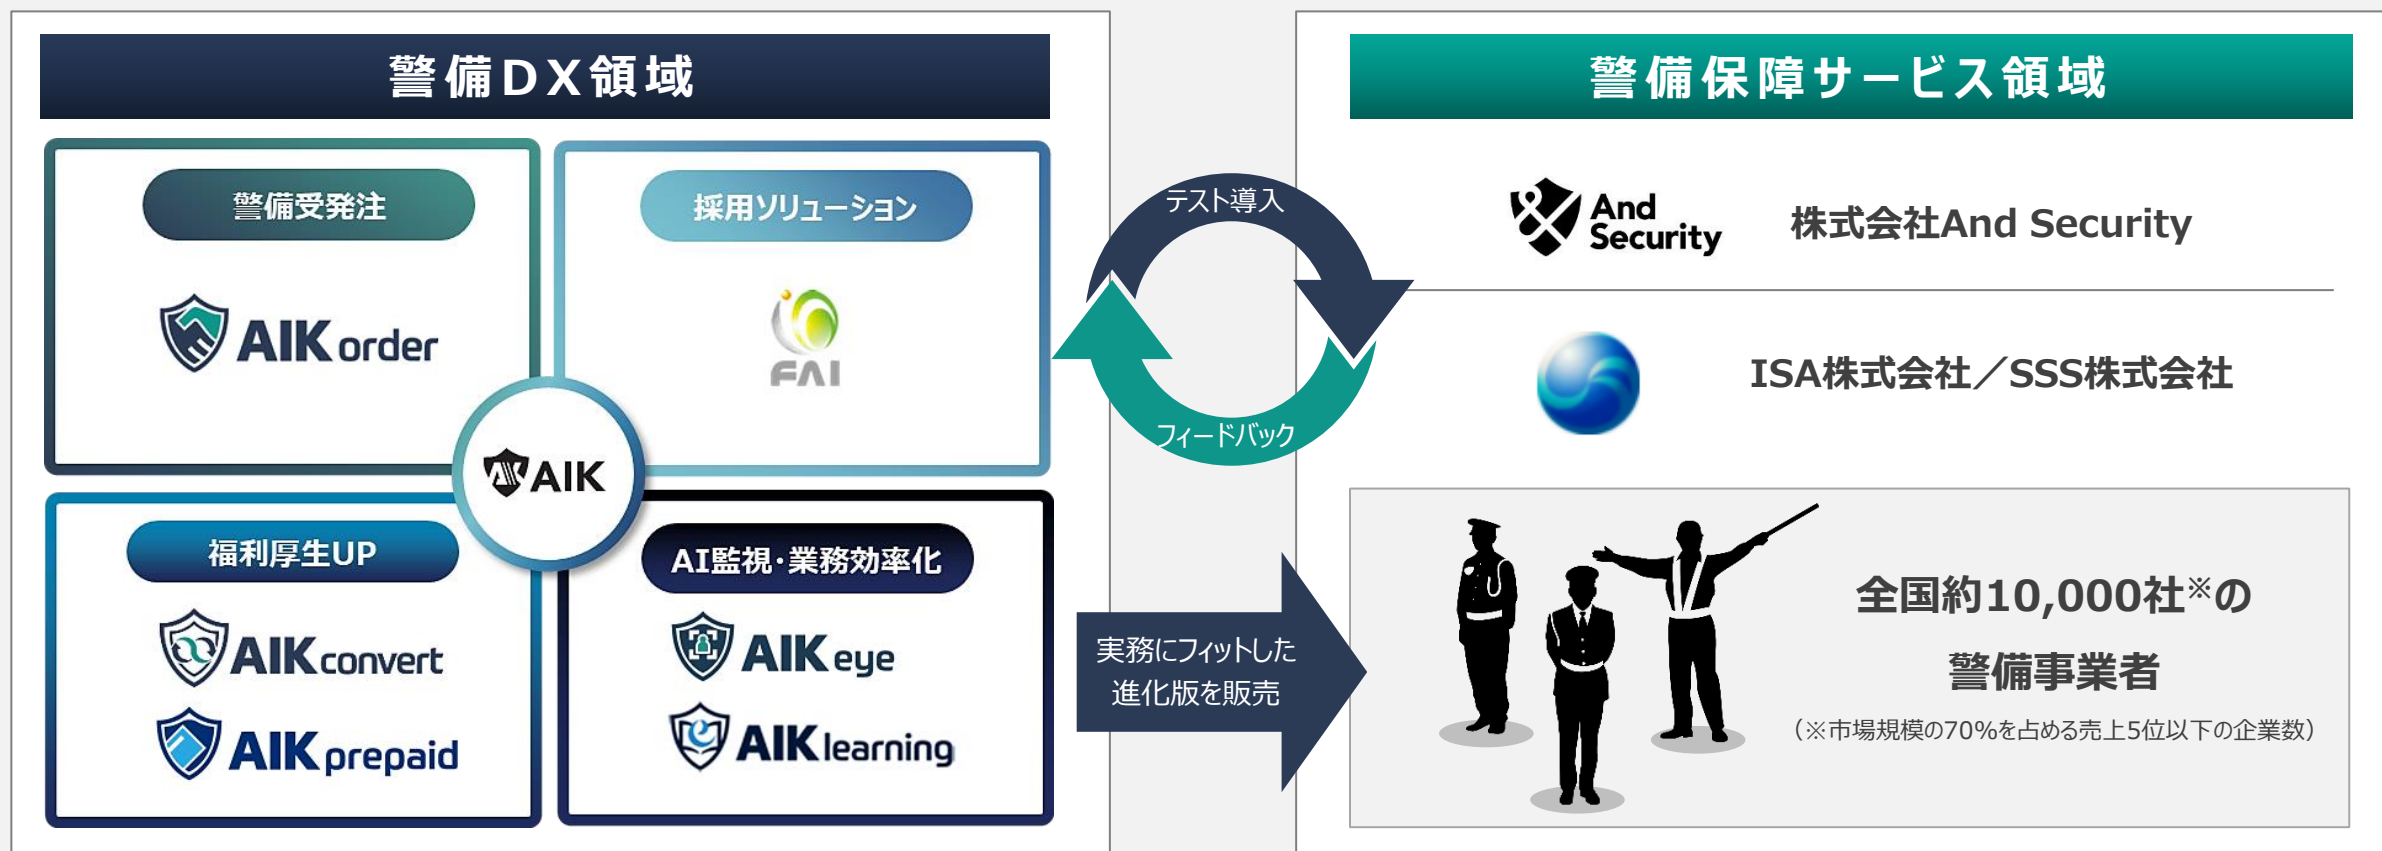 警備DX領域
警備受発注
AIK order
採用ソリューション
FAI
AIK
福利厚生UP
AIK convert
AIK prepaid
AI監視・業務効率化
AIK eye
AIK learning
テスト導入
フィードバック
実務にフィットした
進化版を販売
警備保障サービス領域
And
Security
株式会社And Security
ISA株式会社／SSS株式会社
全国約10,000社※の
警備事業者
（※市場規模の70%を占める売上5位以下の企業数）